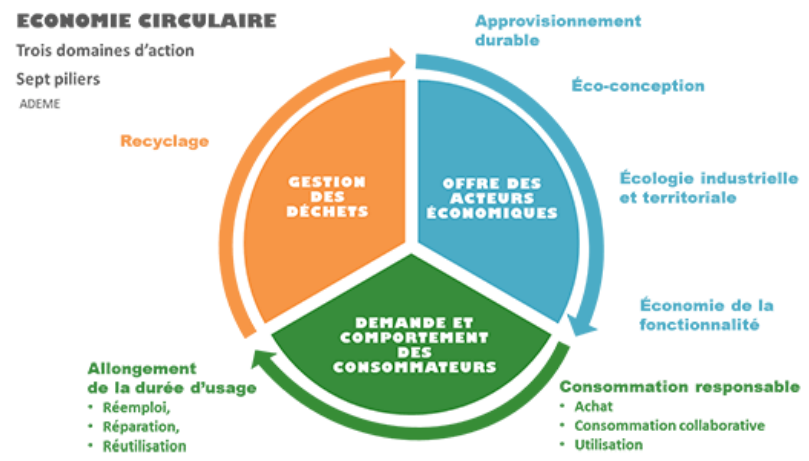 ECONOMIE CIRCULAIRE
Trois domaines d'action
Sept piliers
ADEME
Approvisionnement
durable
Éco-conception
Écologie industrielle
et territoriale
Économie de la
fonctionnalité
OFFRE DES
ACTEURS
ÉCONOMIQUES
Consommation responsable
• Achat
• Consommation collaborative
• Utilisation
DEMANDE ET
COMPORTEMENT
DES
CONSOMMATEURS
Allongement
de la durée d'usage
• Réemploi,
• Réparation,
• Réutilisation
Recyclage
GESTION
DES
DÉCHETS